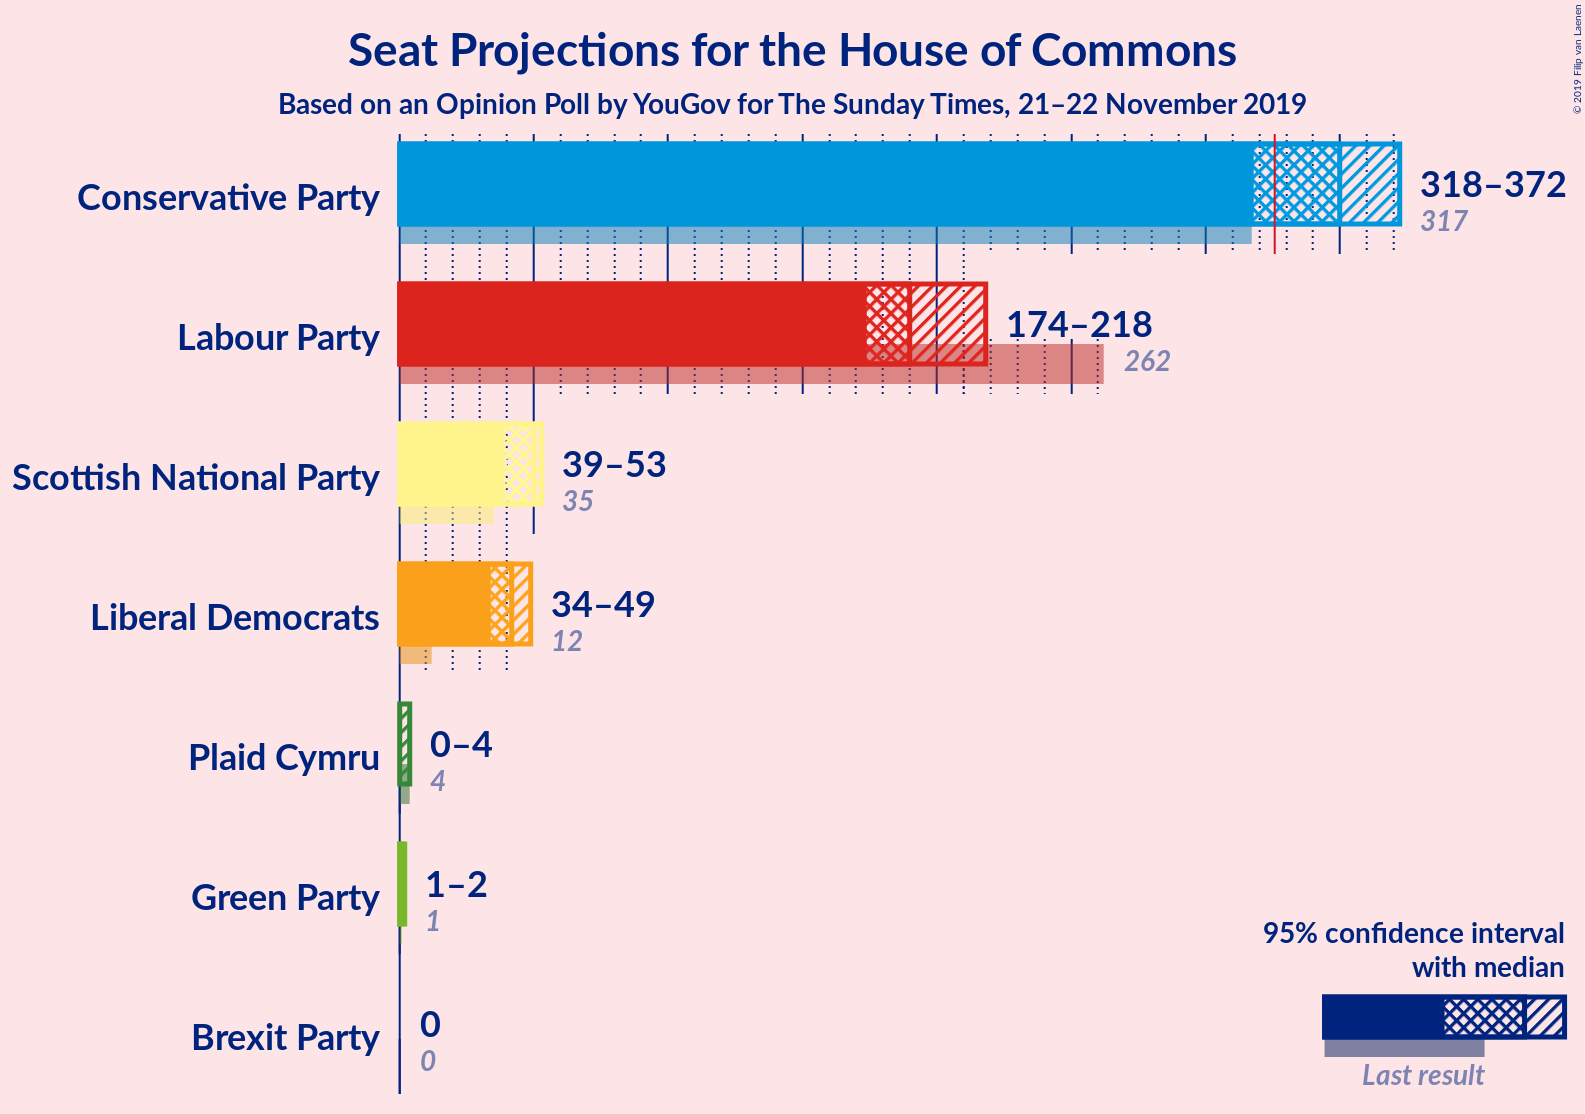 Seat Projections for the House of Commons
Based on an Opinion Poll by YouGov for The Sunday Times, 21–22 November 2019
© 2019 Filip van Laenen
Conservative Party
318–372
317
Labour Party
174–218
262
Scottish National Party
39–53
35
Liberal Democrats
34–49
12
Plaid Cymru
0–4
4
Green Party
1–2
1
Brexit Party
0
0
95% confidence interval
with median
Last result